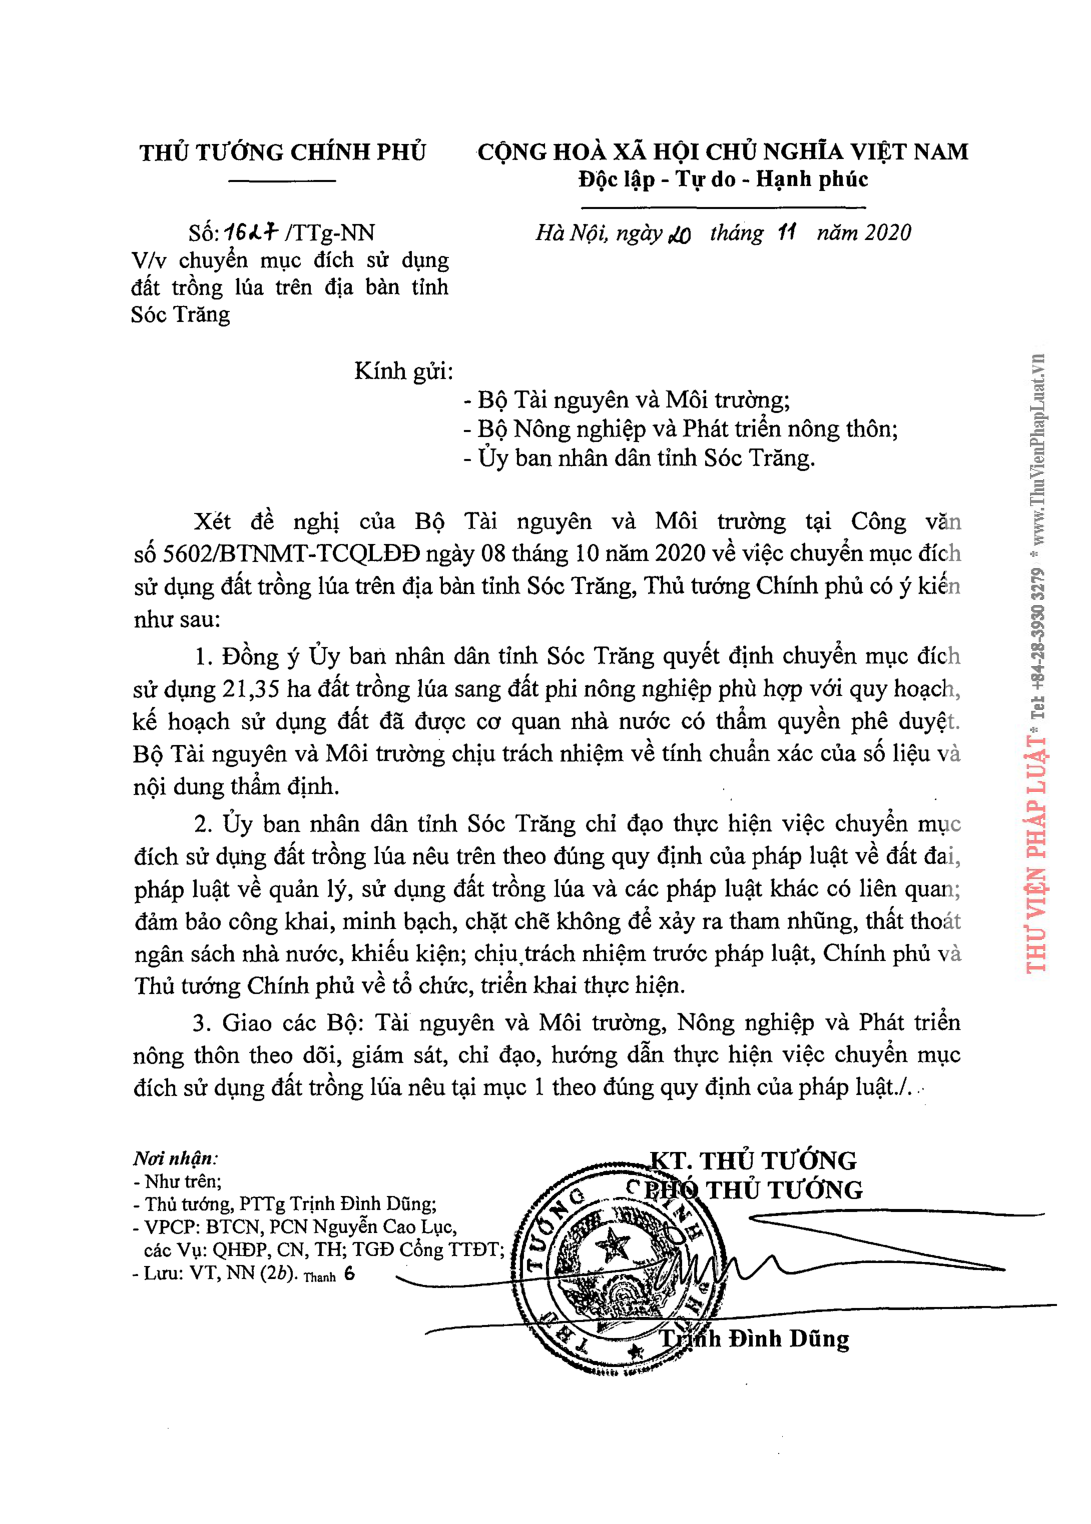 THỦ TƯỚNG CHÍNH PHỦ
CỘNG HOÀ XÃ HỘI CHỦ NGHĨA VIỆT NAM
Độc lập - Tự do - Hạnh phúc
Số: 1627 /TTg-NN
Hà Nội, ngày 20 tháng 11 năm 2020
V/v chuyển mục đích sử dụng
đất trồng lúa trên địa bàn tỉnh
Sóc Trăng
Kính gửi:
- Bộ Tài nguyên và Môi trường;
- Bộ Nông nghiệp và Phát triển nông thôn;
- Ủy ban nhân dân tỉnh Sóc Trăng.
Xét đề nghị của Bộ Tài nguyên và Môi trường tại Công văn
số 5602/BTNMT-TCQLĐĐ ngày 08 tháng 10 năm 2020 về việc chuyển mục đích
sử dụng đất trồng lúa trên địa bàn tỉnh Sóc Trăng, Thủ tướng Chính phủ có ý kiến
như sau:
1. Đồng ý Ủy ban nhân dân tỉnh Sóc Trăng quyết định chuyển mục đích
sử dụng 21,35 ha đất trồng lúa sang đất phi nông nghiệp phù hợp với quy hoạch,
kế hoạch sử dụng đất đã được cơ quan nhà nước có thẩm quyền phê duyệt.
Bộ Tài nguyên và Môi trường chịu trách nhiệm về tính chuẩn xác của số liệu và
nội dung thẩm định.
2. Ủy ban nhân dân tỉnh Sóc Trăng chỉ đạo thực hiện việc chuyển mục
đích sử dụng đất trồng lúa nêu trên theo đúng quy định của pháp luật về đất đai,
pháp luật về quản lý, sử dụng đất trồng lúa và các pháp luật khác có liên quan;
đảm bảo công khai, minh bạch, chặt chẽ không để xảy ra tham nhũng, thất thoát
ngân sách nhà nước, khiếu kiện; chịu trách nhiệm trước pháp luật, Chính phủ và
Thủ tướng Chính phủ về tổ chức, triển khai thực hiện.
3. Giao các Bộ: Tài nguyên và Môi trường, Nông nghiệp và Phát triển
nông thôn theo dõi, giám sát, chỉ đạo, hướng dẫn thực hiện việc chuyển mục
đích sử dụng đất trồng lúa nêu tại mục 1 theo đúng quy định của pháp luật./.
Nơi nhận:
- Như trên;
- Thủ tướng, PTTg Trịnh Đình Dũng;
- VPCP: BTCN, PCN Nguyễn Cao Lục,
các Vụ: QHĐP, CN, TH; TGĐ Cổng TTĐT;
- Lưu: VT, NN (2b). Thanh 6
KT. THỦ TƯỚNG
PHÓ THỦ TƯỚNG
THỦ TƯỚNG CHÍNH PHỦ
Trịnh Đình Dũng
THƯ VIỆN PHÁP LUẬT * Tel: +84-28-3930 3279 * www.ThuVienPhapLuat.vn